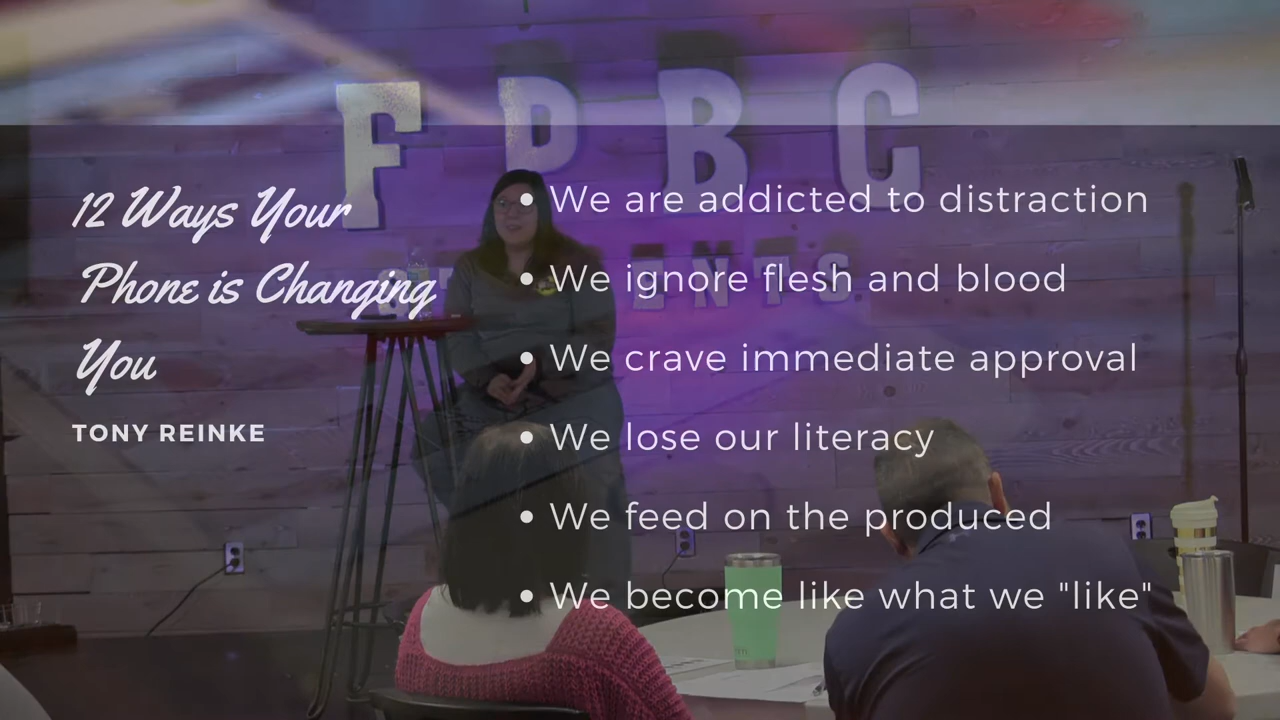 FPBC
12 Ways Your
Phone is Changing
You
TONY REINKE
• We are addicted to distraction
• We ignore flesh and blood
• We crave immediate approval
• We lose our literacy
• We feed on the produced
• We become like what we "like"